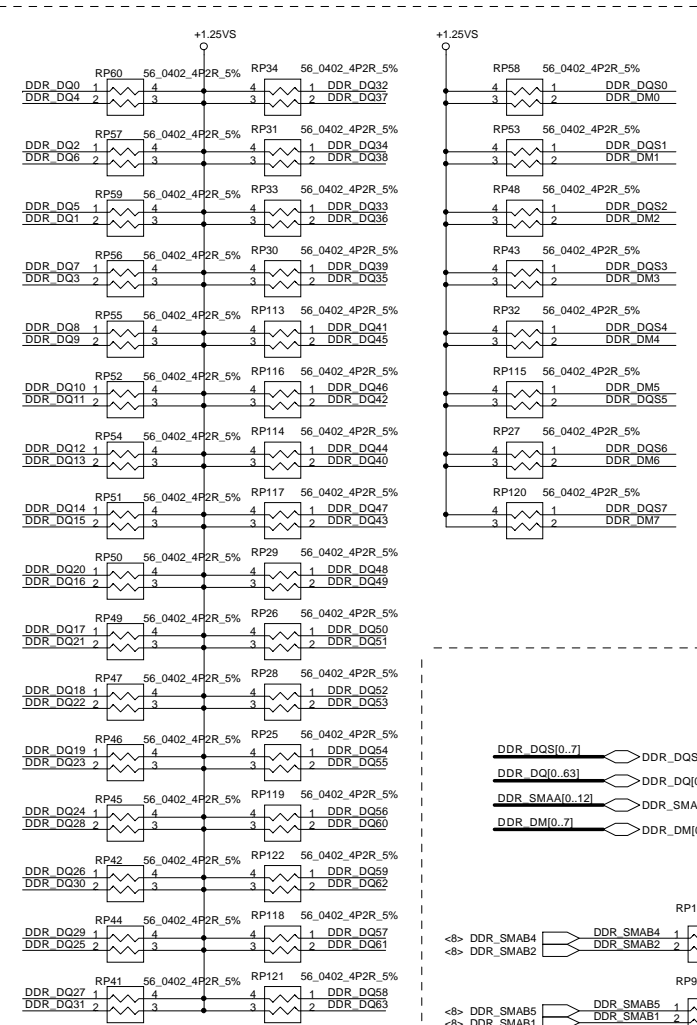 +1.25VS
+1.25VS
RP60 56_0402_4P2R_5% RP34 56_0402_4P2R_5%
DDR_DQ0 1 4 4 1 DDR_DQ32
DDR_DQ4 2 3 3 2 DDR_DQ37
RP57 56_0402_4P2R_5% RP31 56_0402_4P2R_5%
DDR_DQ2 1 4 4 1 DDR_DQ34
DDR_DQ6 2 3 3 2 DDR_DQ38
RP59 56_0402_4P2R_5% RP33 56_0402_4P2R_5%
DDR_DQ5 1 4 4 1 DDR_DQ33
DDR_DQ1 2 3 3 2 DDR_DQ36
RP56 56_0402_4P2R_5% RP30 56_0402_4P2R_5%
DDR_DQ7 1 4 4 1 DDR_DQ39
DDR_DQ3 2 3 3 2 DDR_DQ35
RP55 56_0402_4P2R_5% RP113 56_0402_4P2R_5%
DDR_DQ8 1 4 4 1 DDR_DQ41
DDR_DQ9 2 3 3 2 DDR_DQ45
RP52 56_0402_4P2R_5% RP116 56_0402_4P2R_5%
DDR_DQ10 1 4 4 1 DDR_DQ46
DDR_DQ11 2 3 3 2 DDR_DQ42
RP54 56_0402_4P2R_5% RP114 56_0402_4P2R_5%
DDR_DQ12 1 4 4 1 DDR_DQ44
DDR_DQ13 2 3 3 2 DDR_DQ40
RP51 56_0402_4P2R_5% RP117 56_0402_4P2R_5%
DDR_DQ14 1 4 4 1 DDR_DQ47
DDR_DQ15 2 3 3 2 DDR_DQ43
RP50 56_0402_4P2R_5% RP29 56_0402_4P2R_5%
DDR_DQ20 1 4 4 1 DDR_DQ48
DDR_DQ16 2 3 3 2 DDR_DQ49
RP49 56_0402_4P2R_5% RP26 56_0402_4P2R_5%
DDR_DQ17 1 4 4 1 DDR_DQ50
DDR_DQ21 2 3 3 2 DDR_DQ51
RP47 56_0402_4P2R_5% RP28 56_0402_4P2R_5%
DDR_DQ18 1 4 4 1 DDR_DQ52
DDR_DQ22 2 3 3 2 DDR_DQ53
RP46 56_0402_4P2R_5% RP25 56_0402_4P2R_5%
DDR_DQ19 1 4 4 1 DDR_DQ54
DDR_DQ23 2 3 3 2 DDR_DQ55
RP45 56_0402_4P2R_5% RP119 56_0402_4P2R_5%
DDR_DQ24 1 4 4 1 DDR_DQ56
DDR_DQ28 2 3 3 2 DDR_DQ60
RP42 56_0402_4P2R_5% RP122 56_0402_4P2R_5%
DDR_DQ26 1 4 4 1 DDR_DQ59
DDR_DQ30 2 3 3 2 DDR_DQ62
RP44 56_0402_4P2R_5% RP118 56_0402_4P2R_5%
DDR_DQ29 1 4 4 1 DDR_DQ57
DDR_DQ25 2 3 3 2 DDR_DQ61
RP41 56_0402_4P2R_5% RP121 56_0402_4P2R_5%
DDR_DQ27 1 4 4 1 DDR_DQ58
DDR_DQ31 2 3 3 2 DDR_DQ63
RP58 56_0402_4P2R_5%
4 1 DDR_DQS0
3 2 DDR_DM0
RP53 56_0402_4P2R_5%
4 1 DDR_DQS1
3 2 DDR_DM1
RP48 56_0402_4P2R_5%
4 1 DDR_DQS2
3 2 DDR_DM2
RP43 56_0402_4P2R_5%
4 1 DDR_DQS3
3 2 DDR_DM3
RP32 56_0402_4P2R_5%
4 1 DDR_DQS4
3 2 DDR_DM4
RP115 56_0402_4P2R_5%
4 1 DDR_DM5
3 2 DDR_DQS5
RP27 56_0402_4P2R_5%
4 1 DDR_DQS6
3 2 DDR_DM6
RP120 56_0402_4P2R_5%
4 1 DDR_DQS7
3 2 DDR_DM7
DDR_DQS[0..7] DDR_DQS
DDR_DQ[0..63] DDR_DQ[0
DDR_SMAA[0..12] DDR_SMA
DDR_DM[0..7] DDR_DM[0
RP1
<8> DDR_SMAB4 DDR_SMAB4 1
<8> DDR_SMAB2 DDR_SMAB2 2
RP9
<8> DDR_SMAB5 DDR_SMAB5 1
<8> DDR_SMAB1 DDR_SMAB1 2